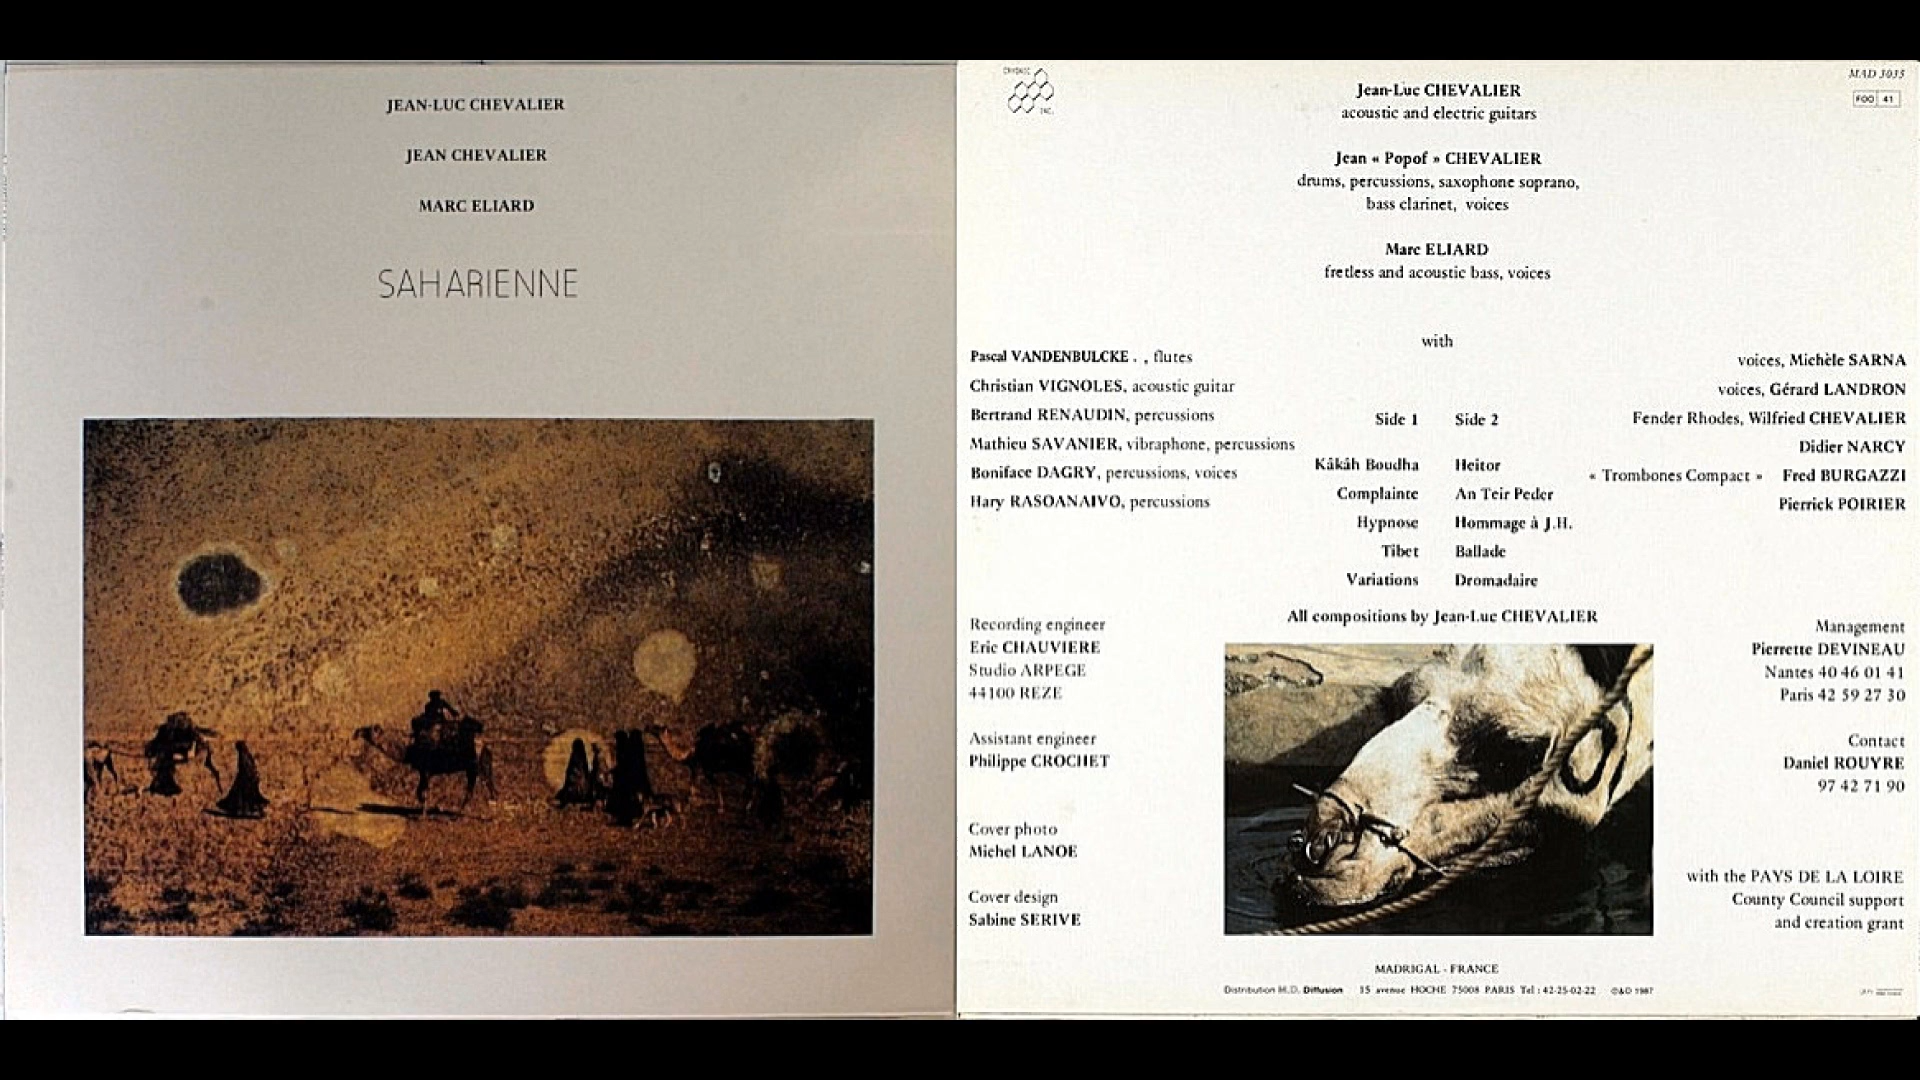 JEAN-LUC CHEVALIER
JEAN CHEVALIER
MARC ELIARD
SAHARIENNE
CRYONIC
INC.
MAD 3035
FOO 41
Jean-Luc CHEVALIER
acoustic and electric guitars
Jean « Popof » CHEVALIER
drums, percussions, saxophone soprano,
bass clarinet, voices
Marc ELIARD
fretless and acoustic bass, voices
with
Pascal VANDENBULCKE . , flutes
Christian VIGNOLES, acoustic guitar
Bertrand RENAUDIN, percussions
Mathieu SAVANIER, vibraphone, percussions
Boniface DAGRY, percussions, voices
Hary RASOANAIVO, percussions
Side 1
Kâkâh Boudha
Complainte
Hypnose
Tibet
Variations
Side 2
Heitor
An Teir Peder
Hommage à J.H.
Ballade
Dromadaire
voices, Michèle SARNA
voices, Gérard LANDRON
Fender Rhodes, Wilfried CHEVALIER
Didier NARCY
« Trombones Compact » Fred BURGAZZI
Pierrick POIRIER
All compositions by Jean-Luc CHEVALIER
Recording engineer
Eric CHAUVIERE
Studio ARPEGE
44100 REZE
Assistant engineer
Philippe CROCHET
Cover photo
Michel LANOE
Cover design
Sabine SERIVE
Management
Pierrette DEVINEAU
Nantes 40 46 01 41
Paris 42 59 27 30
Contact
Daniel ROUYRE
97 42 71 90
with the PAYS DE LA LOIRE
County Council support
and creation grant
MADRIGAL - FRANCE
Distribution M.D. Diffusion 35 avenue HOCHE 75008 PARIS Tel : 42-25-02-22 ©&℗ 1987